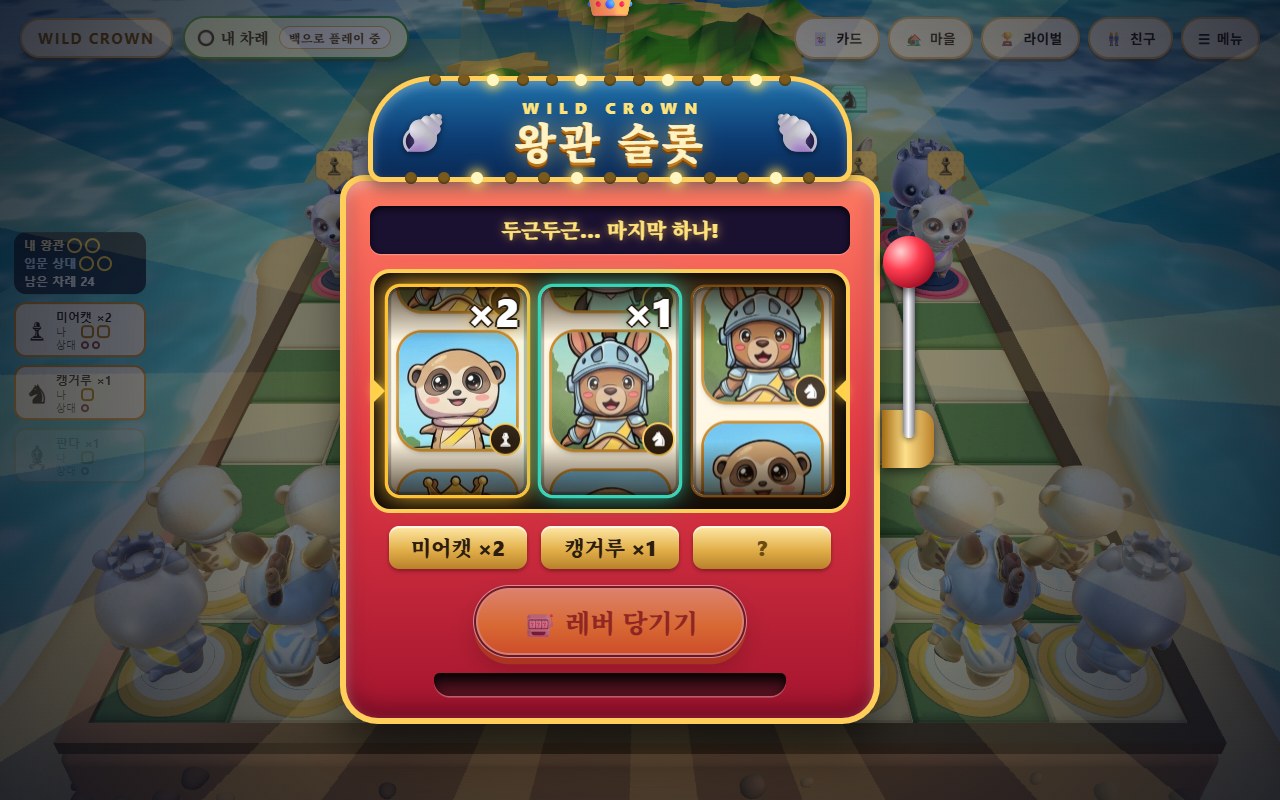 WILD CROWN
내 차례
백으로 플레이 중
카드
마을
라이벌
친구
메뉴
WILD CROWN
왕관 슬롯
두근두근... 마지막 하나!
내 왕관
입문 상대
남은 차례 24
미어캣 ×2
나
상대
캥거루 ×1
나
상대
판다 ×1
나
상대
×2
×1
미어캣 ×2
캥거루 ×1
?
레버 당기기